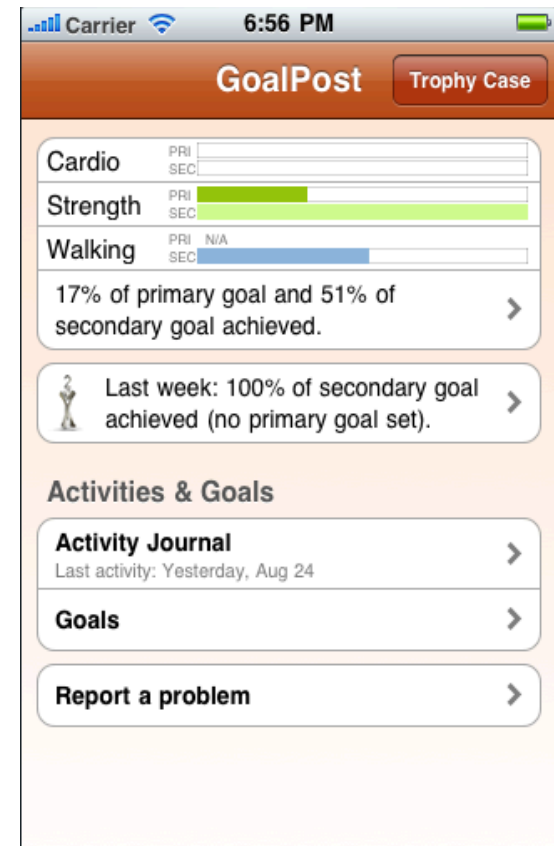 Carrier 6:56 PM
GoalPost Trophy Case
Cardio PRI
SEC
Strength PRI
SEC
Walking PRI N/A
SEC
17% of primary goal and 51% of
secondary goal achieved.
2
Last week: 100% of secondary goal
achieved (no primary goal set).
Activities & Goals
Activity Journal
Last activity: Yesterday, Aug 24
Goals
Report a problem